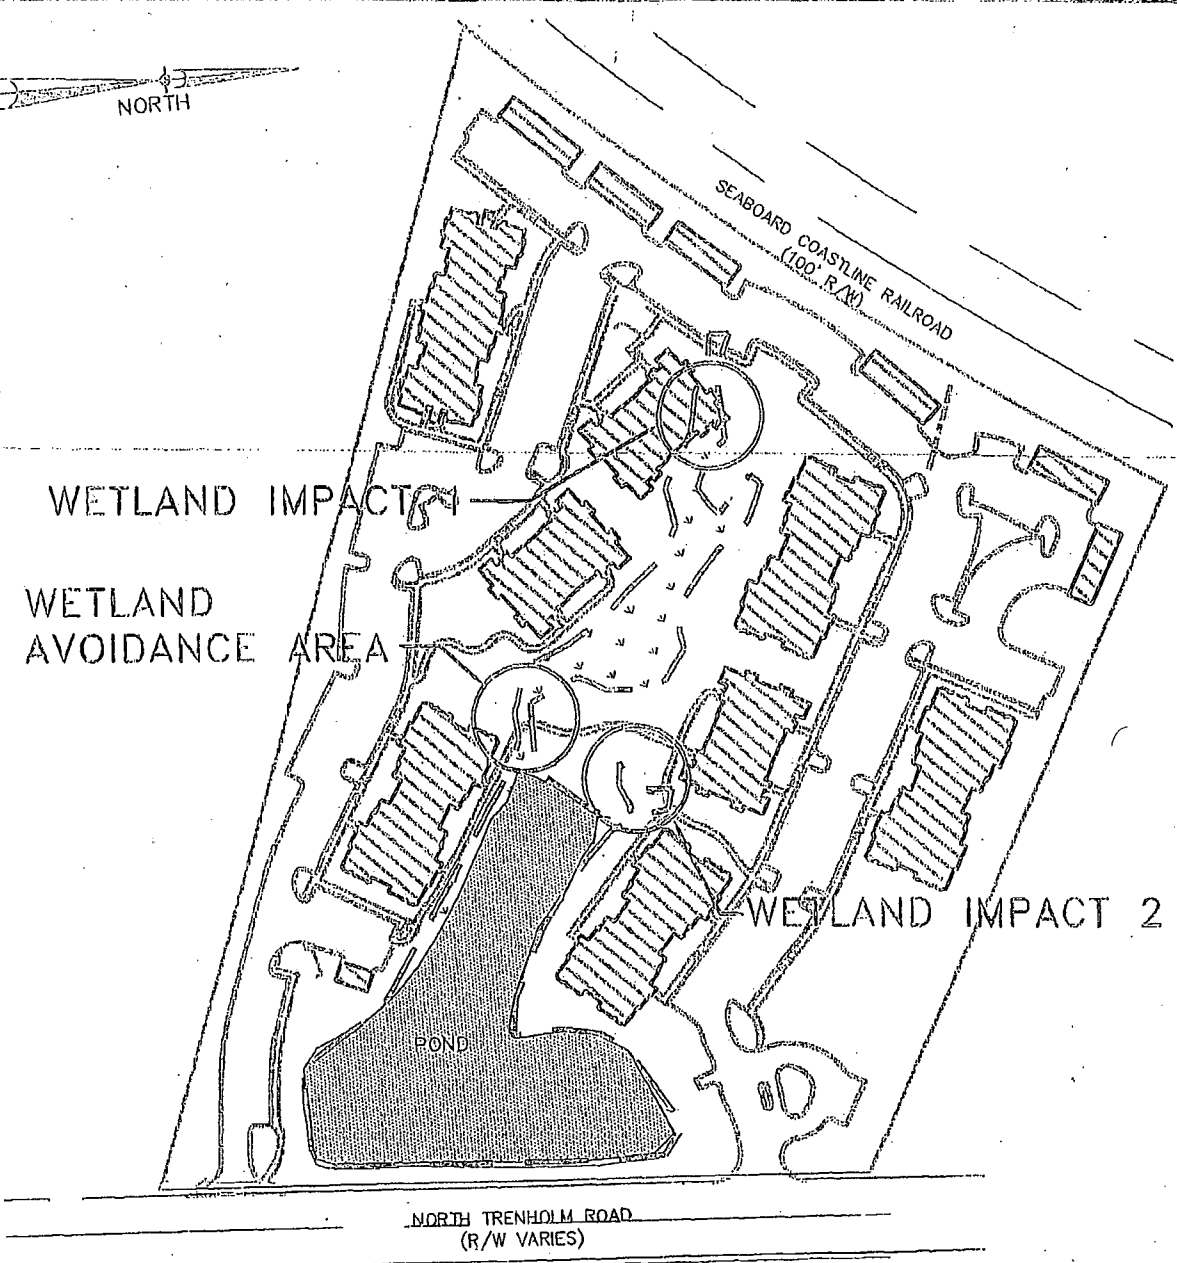 NORTH
SEABOARD COASTLINE RAILROAD
(100' R/W)
WETLAND IMPACT 1
WETLAND
AVOIDANCE AREA
WETLAND IMPACT 2
POND
NORTH TRENHOLM ROAD
(R/W VARIES)